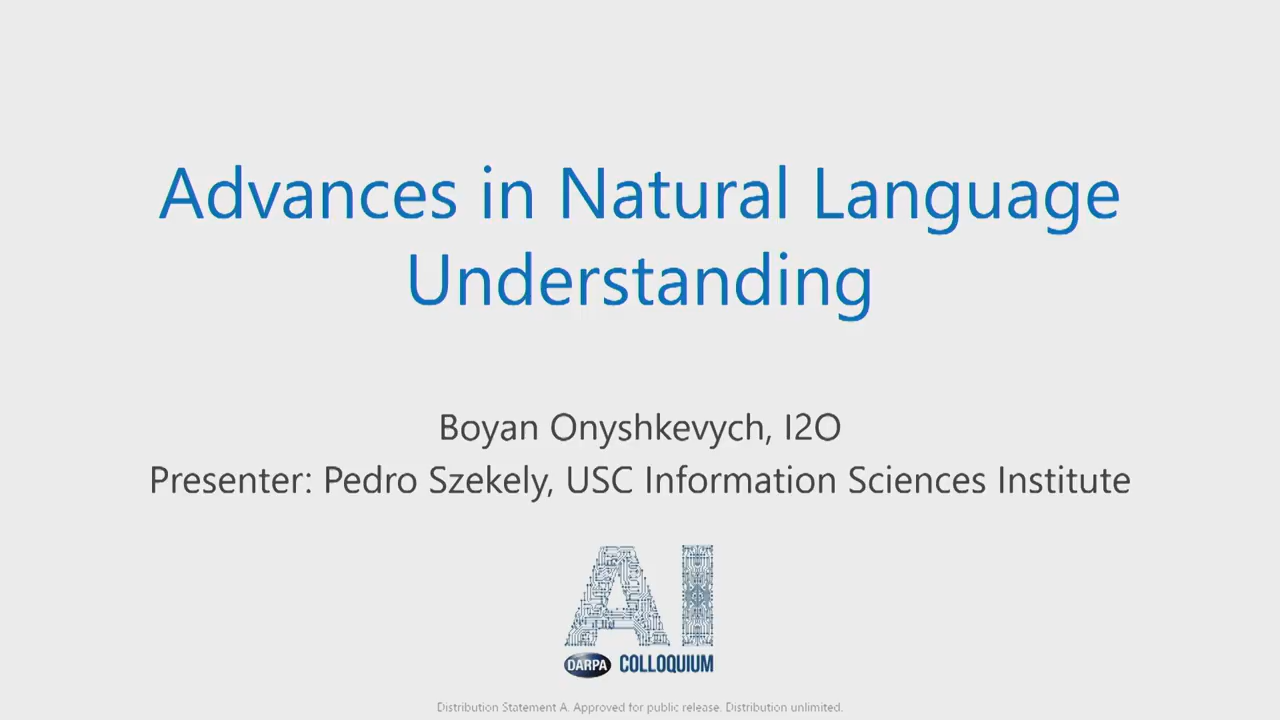 Advances in Natural Language
Understanding
Boyan Onyshkevych, I2O
Presenter: Pedro Szekely, USC Information Sciences Institute
AI
DARPA COLLOQUIUM
Distribution Statement A. Approved for public release. Distribution unlimited.